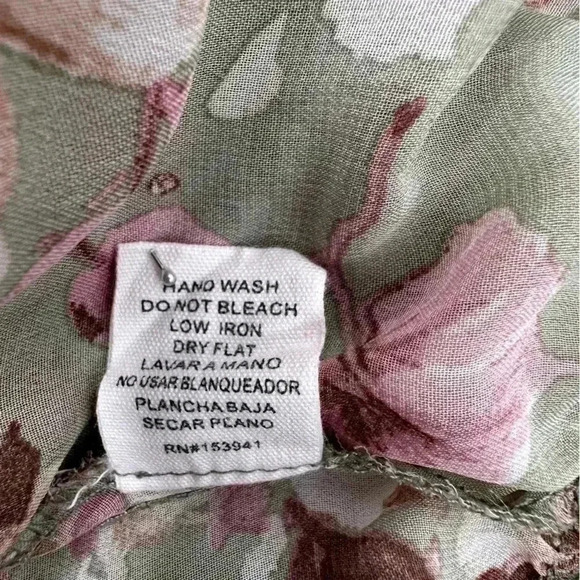 HAND WASH
DO NOT BLEACH
LOW IRON
DRY FLAT
LAVAR A MANO
NO USAR BLANQUEADOR
PLANCHA BAJA
SECAR PLANO
RN#153941